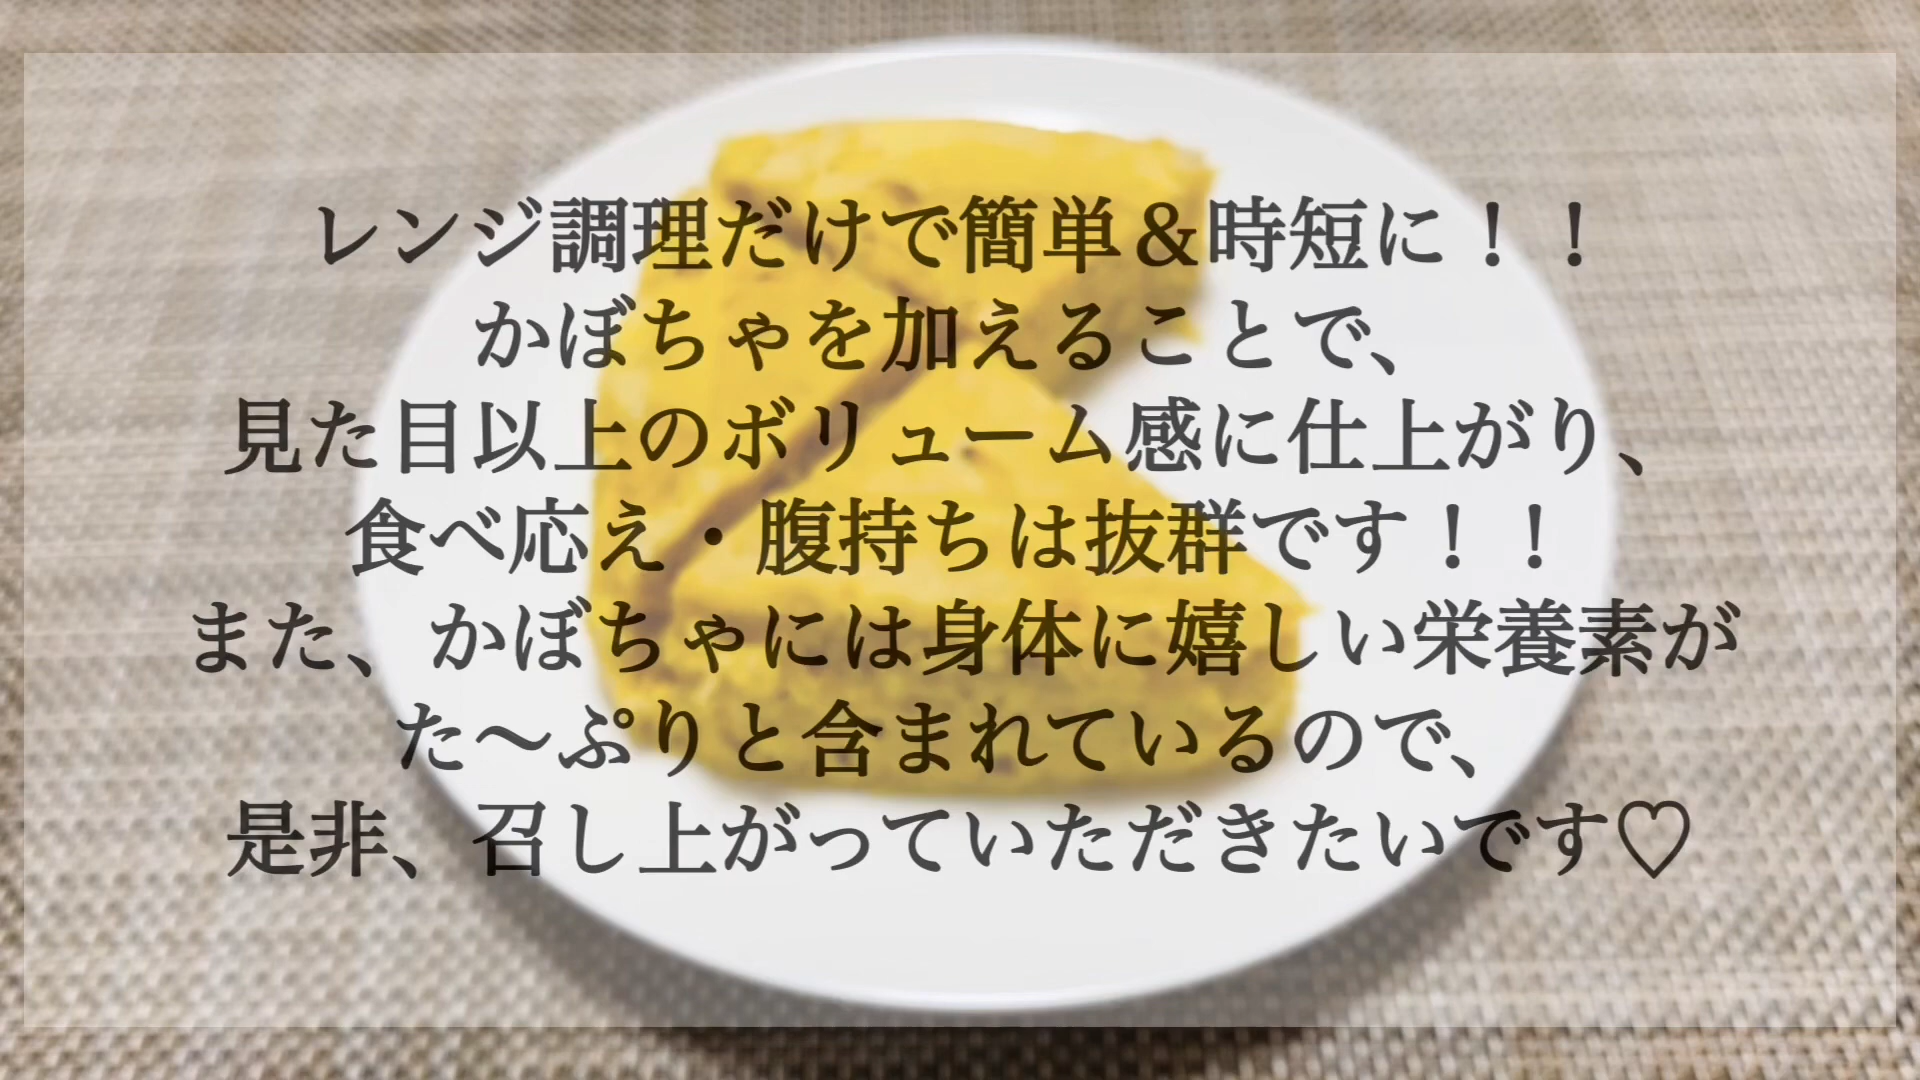 レンジ調理だけで簡単＆時短に！！
かぼちゃを加えることで、
見た目以上のボリューム感に仕上がり、
食べ応え・腹持ちは抜群です！！
また、かぼちゃには身体に嬉しい栄養素が
た〜ぷりと含まれているので、
是非、召し上がっていただきたいです♡